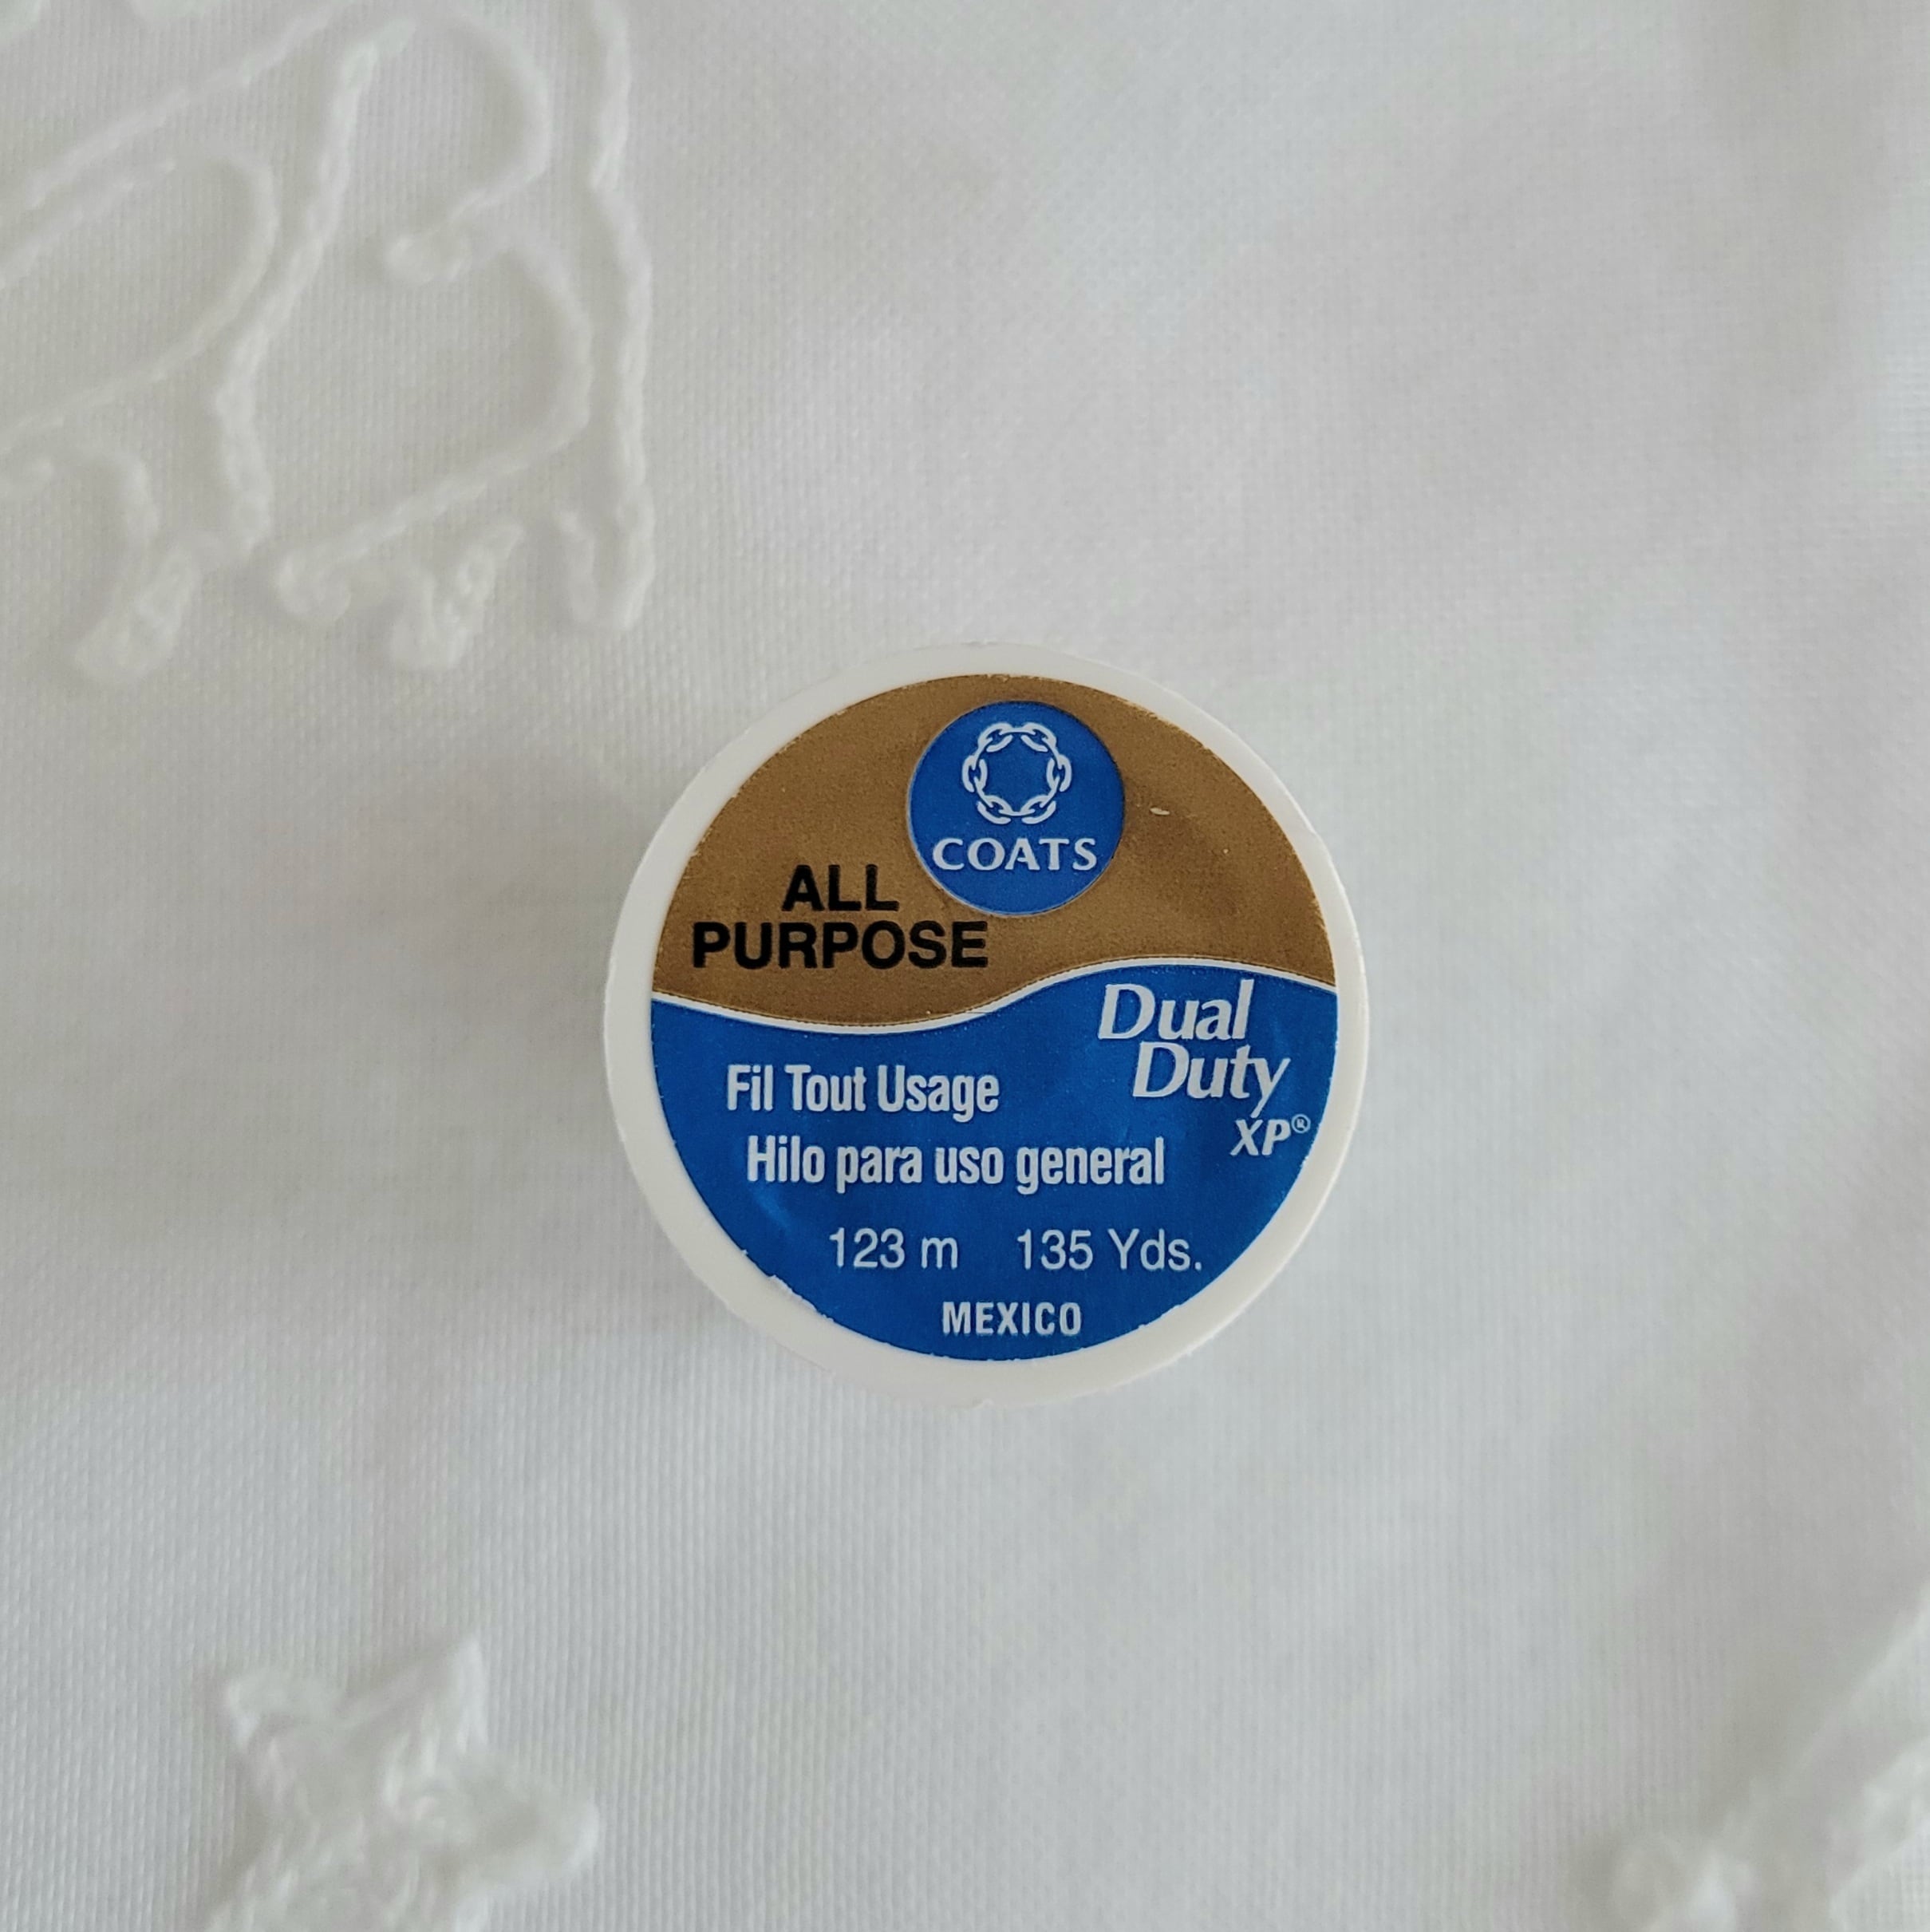 COATS
ALL
PURPOSE
Dual
Duty
XP®
Fil Tout Usage
Hilo para uso general
123 m 135 Yds.
MEXICO